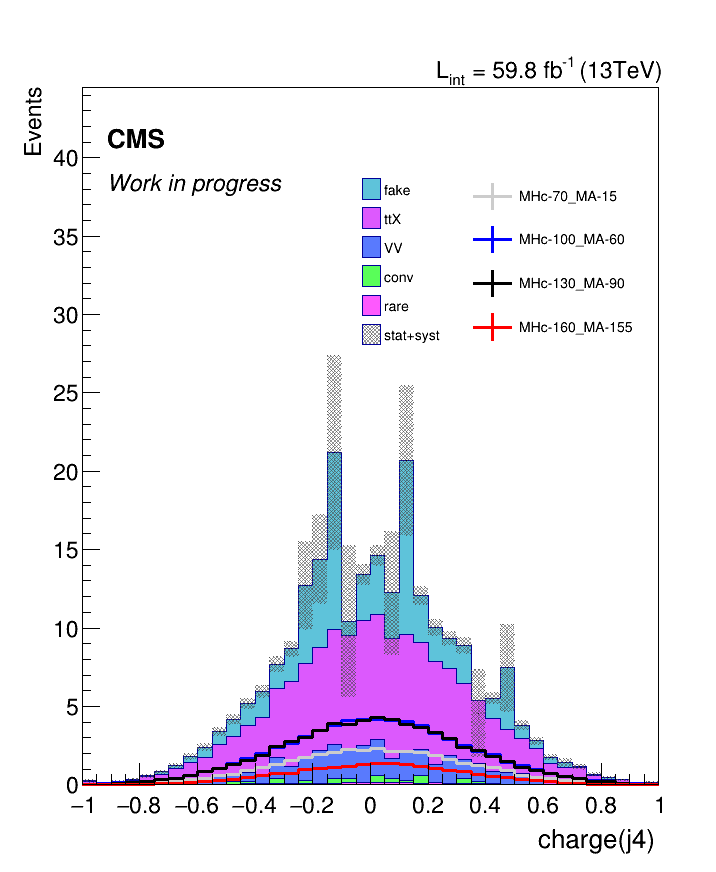 L_int = 59.8 fb^-1 (13TeV)
Events
CMS
Work in progress
fake
ttX
VV
conv
rare
stat+syst
MHc-70_MA-15
MHc-100_MA-60
MHc-130_MA-90
MHc-160_MA-155
40
35
30
25
20
15
10
5
0
−1 −0.8 −0.6 −0.4 −0.2 0 0.2 0.4 0.6 0.8 1
charge(j4)